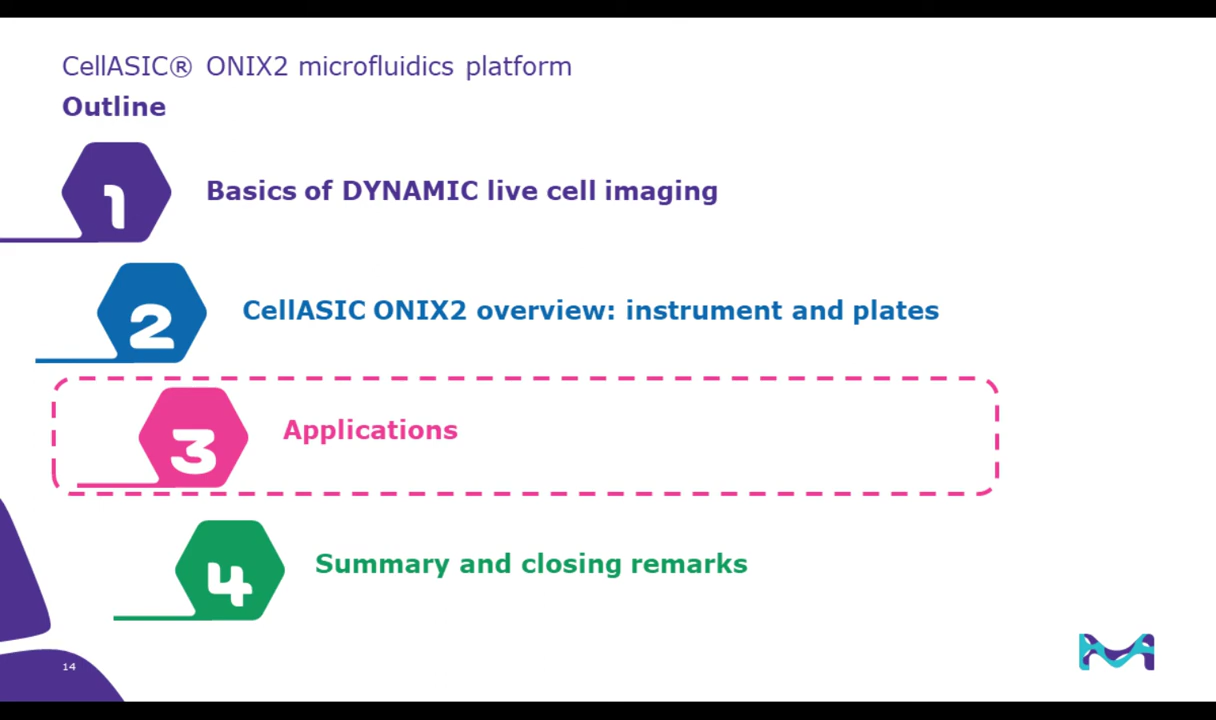 CellASIC® ONIX2 microfluidics platform
Outline
1
Basics of DYNAMIC live cell imaging
2
CellASIC ONIX2 overview: instrument and plates
3
Applications
4
Summary and closing remarks
14
M